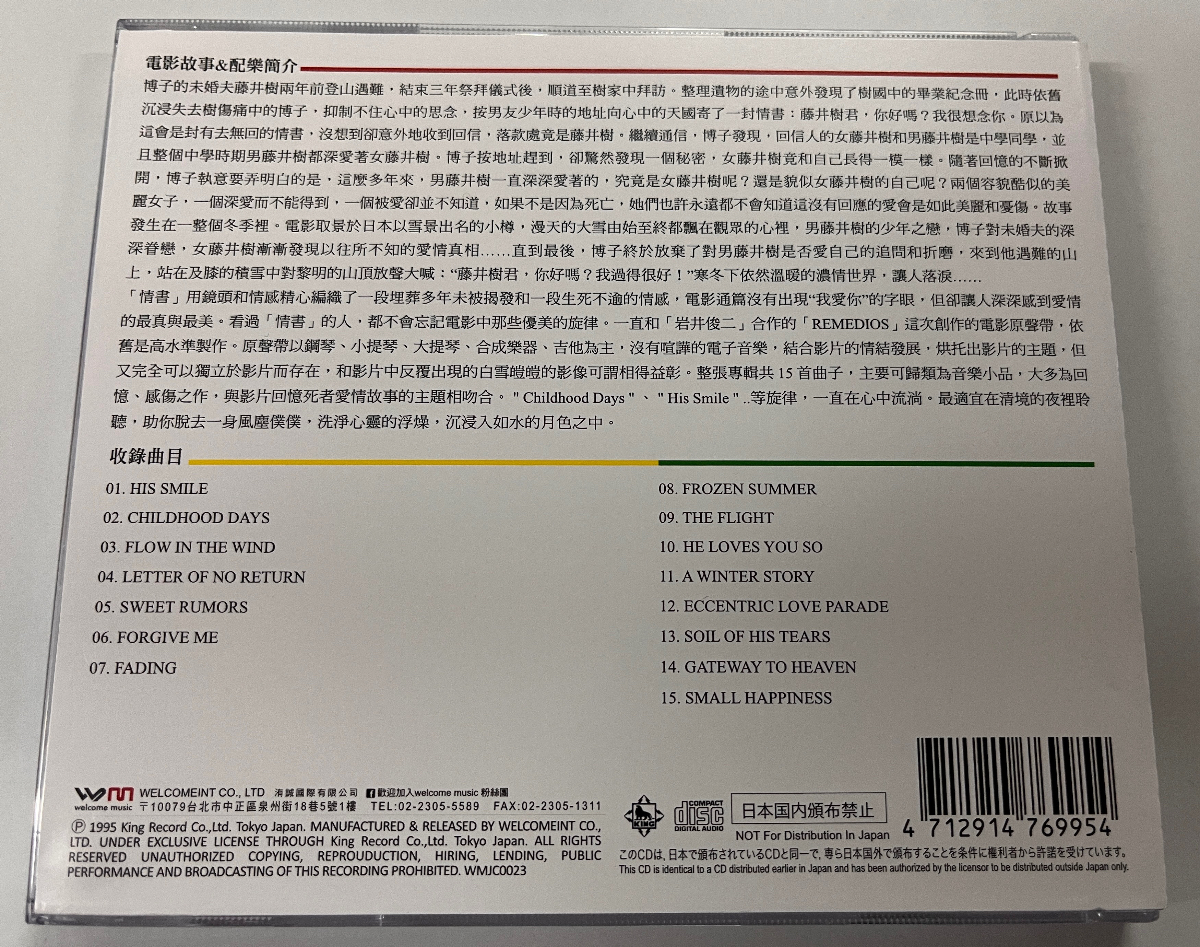 電影故事&配樂簡介
博子的未婚夫藤井樹兩年前登山遇難，結束三年祭拜儀式後，順道至樹家中拜訪。整理遺物的途中意外發現了樹國中的畢業紀念冊，此時依舊
沉浸失去樹傷痛中的博子，抑制不住心中的思念，按男友少年時的地址向心中的天國寄了一封情書：藤井樹君，你好嗎？我很想念你。原以為
這會是封有去無回的情書，沒想到卻意外地收到回信，落款處竟是藤井樹。繼續通信，博子發現，回信人的女藤井樹和男藤井樹是中學同學，並
且整個中學時期男藤井樹都深愛著女藤井樹。博子按地址趕到，卻驚然發現一個秘密，女藤井樹竟和自己長得一模一樣。隨著回憶的不斷掀
開，博子執意要弄明白的是，這麼多年來，男藤井樹一直深深愛著的，究竟是女藤井樹呢？還是貌似女藤井樹的自己呢？兩個容貌酷似的美
麗女子，一個深愛而不能得到，一個被愛卻並不知道，如果不是因為死亡，她們也許永遠都不會知道這沒有回應的愛會是如此美麗和憂傷。故事
發生在一整個冬季裡。電影取景於日本以雪景出名的小樽，漫天的大雪由始至終都飄在觀眾的心裡，男藤井樹的少年之戀，博子對未婚夫的深
深眷戀，女藤井樹漸漸發現以往所不知的愛情真相……直到最後，博子終於放棄了對男藤井樹是否愛自己的追問和折磨，來到他遇難的山
上，站在及膝的積雪中對黎明的山頂放聲大喊：“藤井樹君，你好嗎？我過得很好！”寒冬下依然溫暖的濃情世界，讓人落淚……
「情書」用鏡頭和情感精心編織了一段埋葬多年未被揭發和一段生死不逾的情感，電影通篇沒有出現“我愛你”的字眼，但卻讓人深深感到愛情
的最真與最美。看過「情書」的人，都不會忘記電影中那些優美的旋律。一直和「岩井俊二」合作的「REMEDIOS」這次創作的電影原聲帶，依
舊是高水準製作。原聲帶以鋼琴、小提琴、大提琴、合成樂器、吉他為主，沒有喧譁的電子音樂，結合影片的情結發展，烘托出影片的主題，但
又完全可以獨立於影片而存在，和影片中反覆出現的白雪皚皚的影像可謂相得益彰。整張專輯共 15 首曲子，主要可歸類為音樂小品，大多為回
憶、感傷之作，與影片回憶死者愛情故事的主題相吻合。" Childhood Days "、" His Smile " ..等旋律，一直在心中流淌。最適宜在清境的夜裡聆
聽，助你脫去一身風塵僕僕，洗淨心靈的浮燥，沉浸入如水的月色之中。
收錄曲目
01. HIS SMILE
02. CHILDHOOD DAYS
03. FLOW IN THE WIND
04. LETTER OF NO RETURN
05. SWEET RUMORS
06. FORGIVE ME
07. FADING
08. FROZEN SUMMER
09. THE FLIGHT
10. HE LOVES YOU SO
11. A WINTER STORY
12. ECCENTRIC LOVE PARADE
13. SOIL OF HIS TEARS
14. GATEWAY TO HEAVEN
15. SMALL HAPPINESS
welcome music
WELCOMEINT CO., LTD 洧誠國際有限公司 f歡迎加入welcome music 粉絲團
〒10079台北市中正區泉州街18巷5號1樓 TEL:02-2305-5589 FAX:02-2305-1311
Ⓟ 1995 King Record Co.,Ltd. Tokyo Japan. MANUFACTURED & RELEASED BY WELCOMEINT CO.,
LTD. UNDER EXCLUSIVE LICENSE THROUGH King Record Co.,Ltd. Tokyo Japan. ALL RIGHTS
RESERVED UNAUTHORIZED COPYING, REPROUDUCTION, HIRING, LENDING, PUBLIC
PERFORMANCE AND BROADCASTING OF THIS RECORDING PROHIBITED. WMJC0023
KING
COMPACT
disc
DIGITAL AUDIO
日本国内頒布禁止
NOT For Distribution In Japan
4 712914 769954
このCDは、日本で頒布されているCDと同一で、専ら日本国外で頒布することを条件に権利者から許諾を受けています。
This CD is identical to a CD distributed earlier in Japan and has been authorized by the licensor to be distributed outside Japan only.